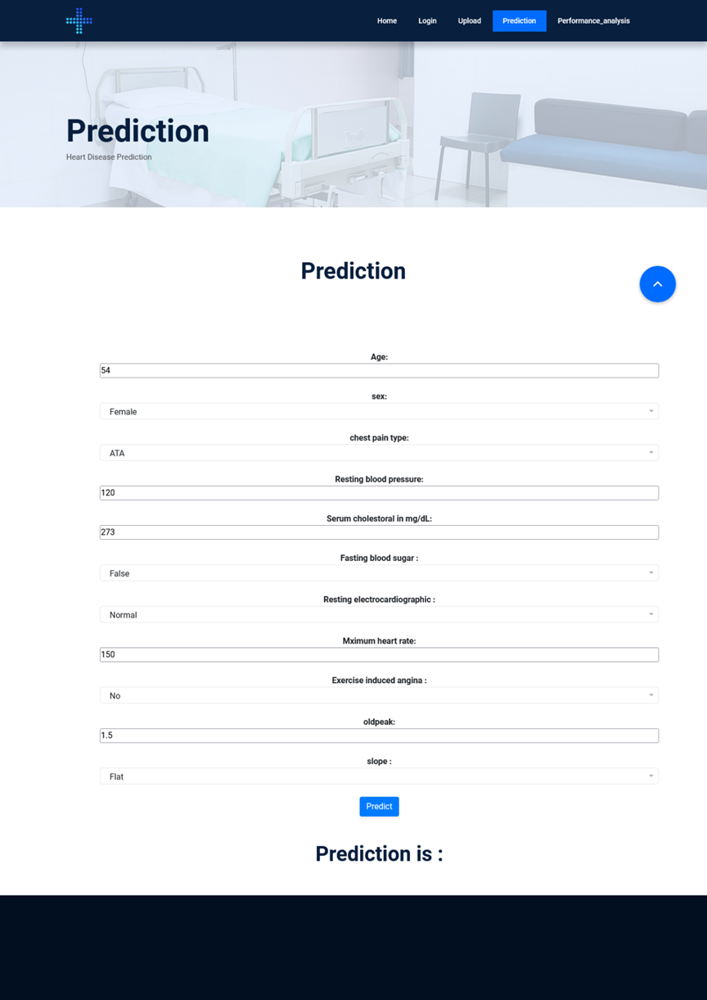 Home Login Upload Prediction Performance_analysis
Prediction
Heart Disease Prediction
Prediction
Age:
54
sex:
Female
chest pain type:
ATA
Resting blood pressure:
120
Serum cholestoral in mg/dL:
273
Fasting blood sugar :
False
Resting electrocardiographic :
Normal
Mximum heart rate:
150
Exercise induced angina :
No
oldpeak:
1.5
slope :
Flat
Predict
Prediction is :